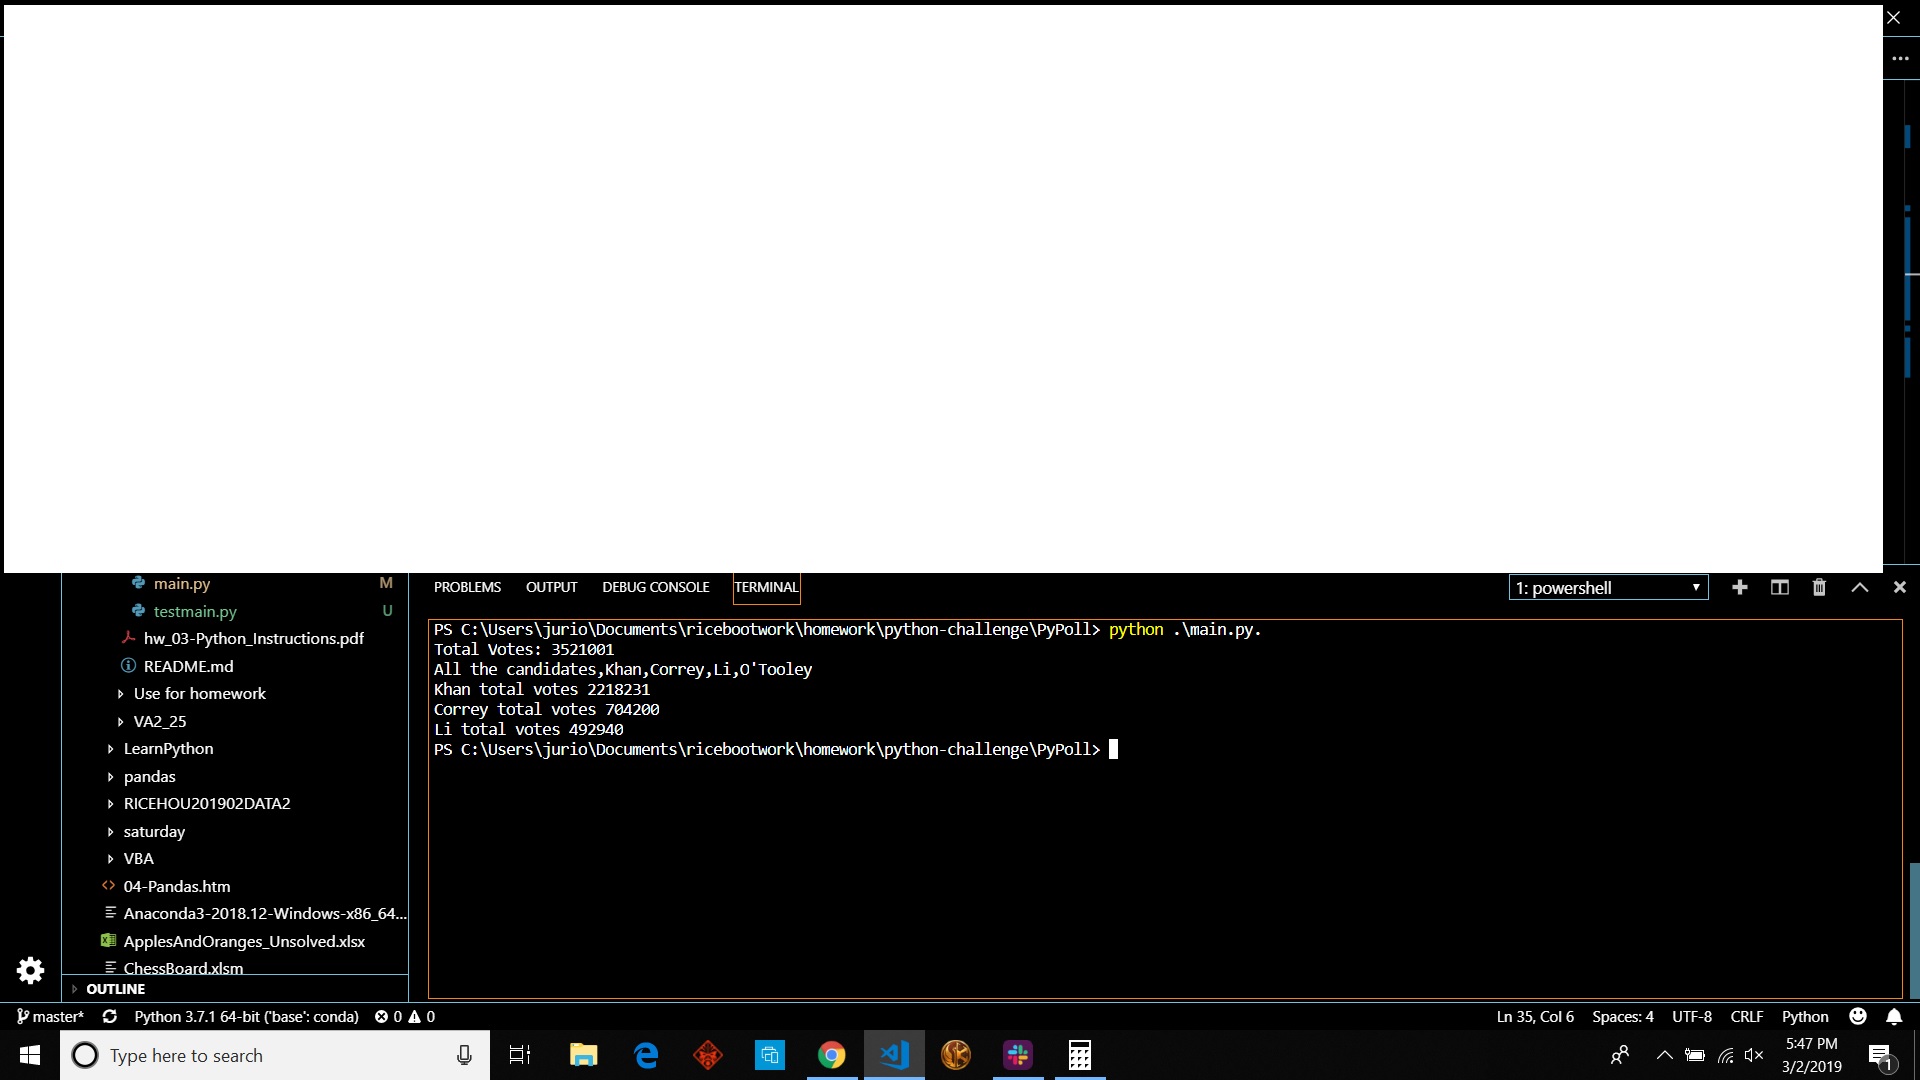 main.py M
testmain.py U
hw_03-Python_Instructions.pdf
README.md
Use for homework
VA2_25
LearnPython
pandas
RICEHOU201902DATA2
saturday
VBA
04-Pandas.htm
Anaconda3-2018.12-Windows-x86_64...
ApplesAndOranges_Unsolved.xlsx
ChessBoard.xlsm
OUTLINE
PROBLEMS OUTPUT DEBUG CONSOLE TERMINAL 1: powershell
PS C:\Users\jurio\Documents\ricebootwork\homework\python-challenge\PyPoll> python .\main.py.
Total Votes: 3521001
All the candidates,Khan,Correy,Li,O'Tooley
Khan total votes 2218231
Correy total votes 704200
Li total votes 492940
PS C:\Users\jurio\Documents\ricebootwork\homework\python-challenge\PyPoll>
master* Python 3.7.1 64-bit ('base': conda) 0 0 Ln 35, Col 6 Spaces: 4 UTF-8 CRLF Python
Type here to search
5:47 PM
3/2/2019
1